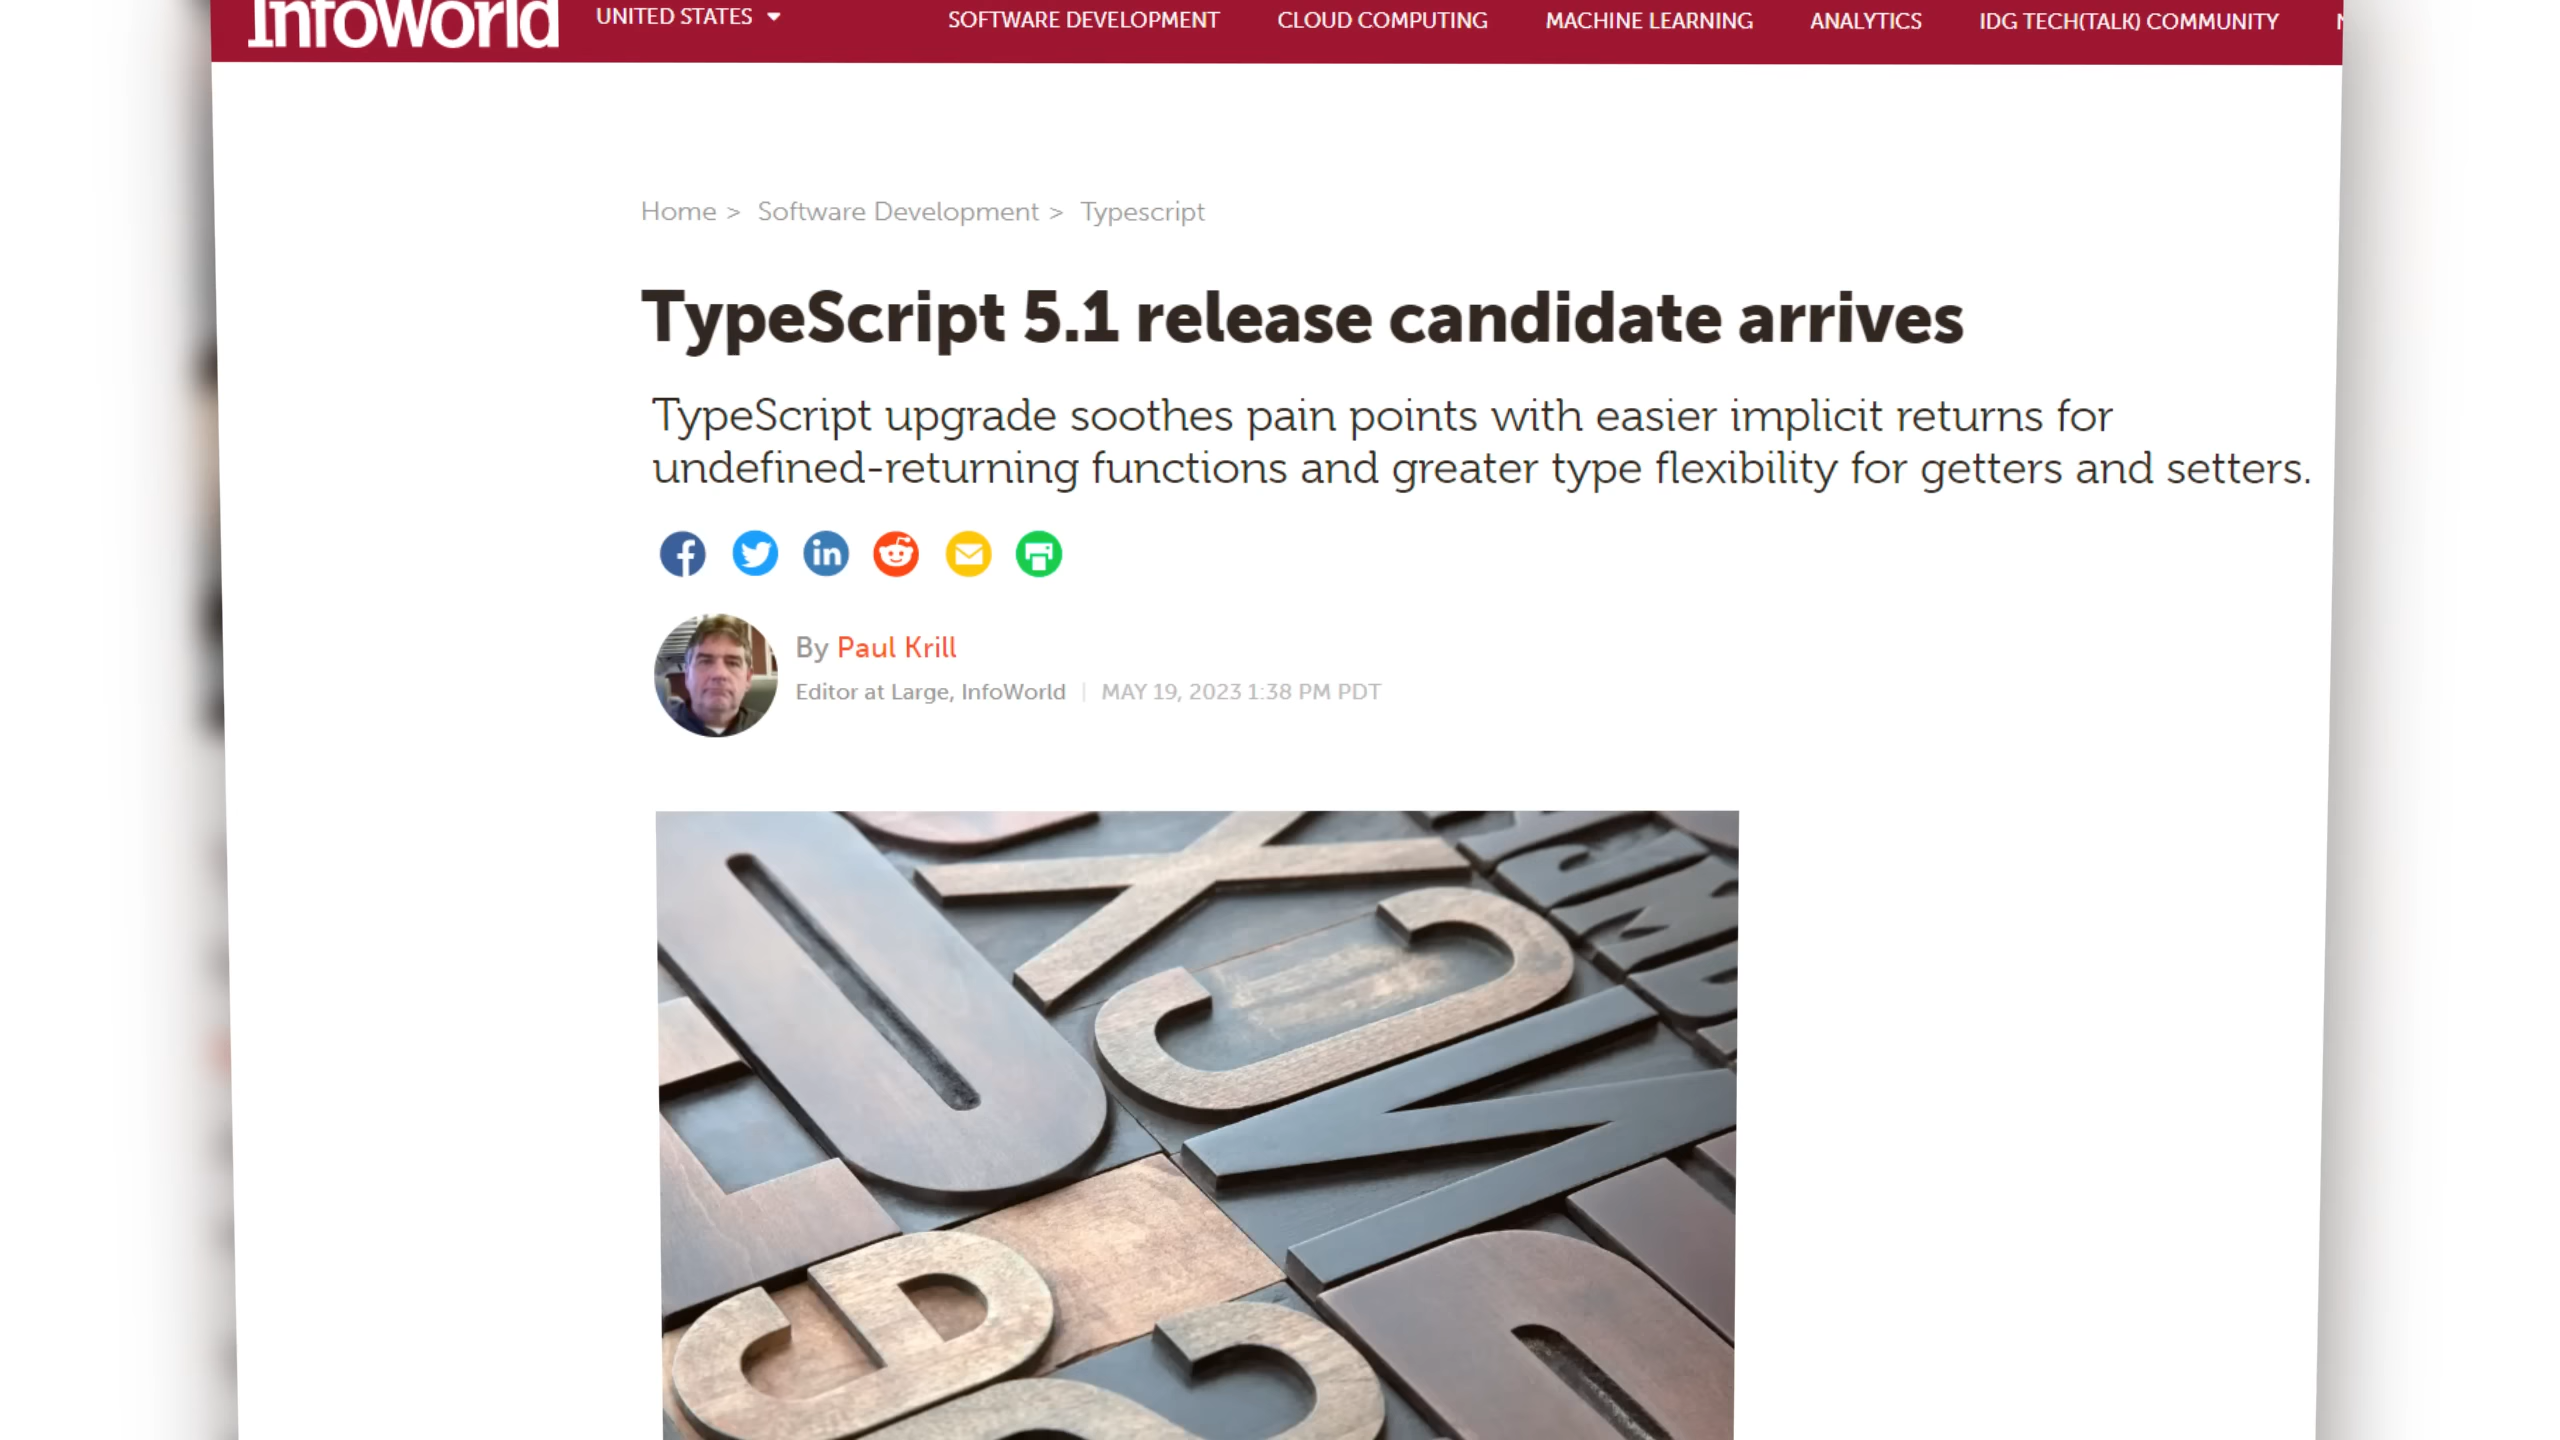 InfoWorld
UNITED STATES
SOFTWARE DEVELOPMENT CLOUD COMPUTING MACHINE LEARNING ANALYTICS IDG TECH(TALK) COMMUNITY
Home > Software Development > Typescript
TypeScript 5.1 release candidate arrives
TypeScript upgrade soothes pain points with easier implicit returns for
undefined-returning functions and greater type flexibility for getters and setters.
By Paul Krill
Editor at Large, InfoWorld | MAY 19, 2023 1:38 PM PDT